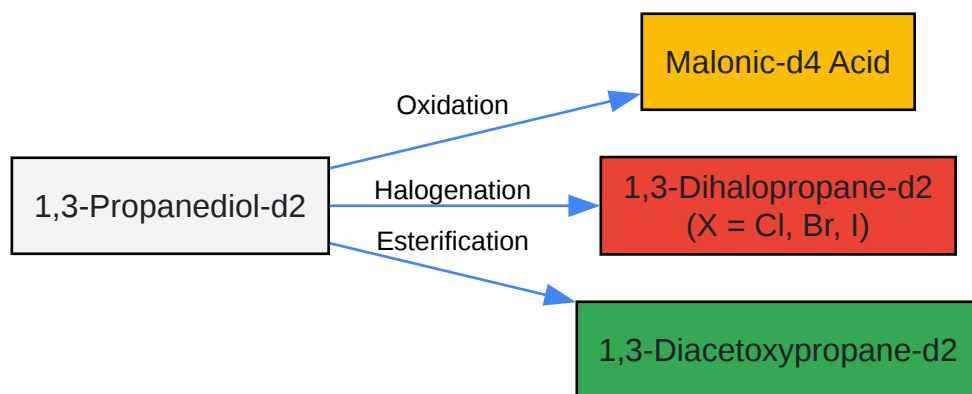 Malonic-d4 Acid
Oxidation
1,3-Propanediol-d2
Halogenation
1,3-Dihalopropane-d2
(X = Cl, Br, I)
Esterification
1,3-Diacetoxypropane-d2